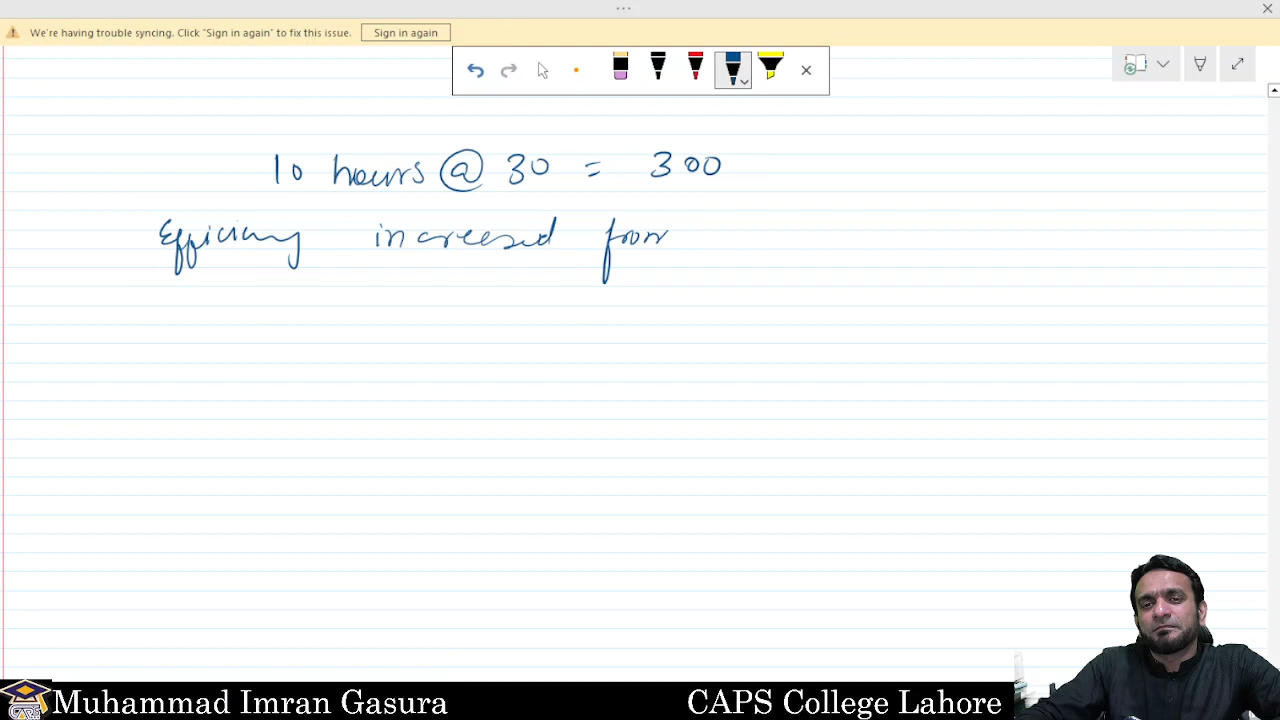 We're having trouble syncing. Click "Sign in again" to fix this issue. Sign in again
10 hours @ 30 = 300
Efficiency increased from
Muhammad Imran Gasura CAPS College Lahore